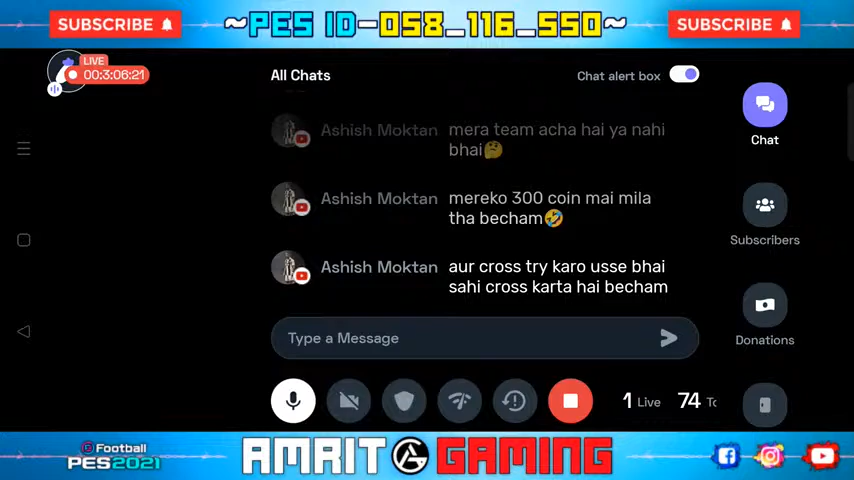 SUBSCRIBE
~PES ID-058_116_550~
SUBSCRIBE
LIVE
00:3:06:21
All Chats
Chat alert box
Ashish Moktan mera team acha hai ya nahi
bhai🤔
Chat
Ashish Moktan mereko 300 coin mai mila
tha becham🤣
Subscribers
Ashish Moktan aur cross try karo usse bhai
sahi cross karta hai becham
Type a Message
Donations
1 Live 74
eFootball
PES2021
AMRIT GAMING